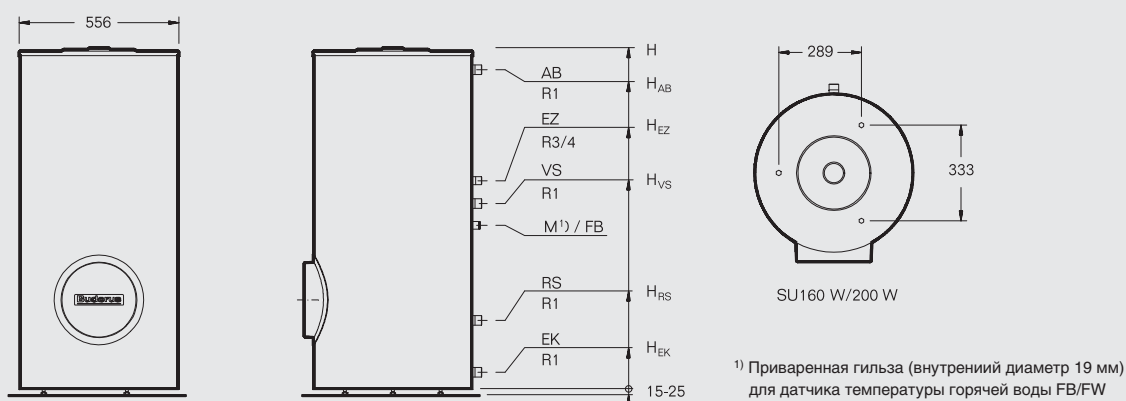 556
Buderus
AB
R1
EZ
R3/4
VS
R1
M¹⁾ / FB
RS
R1
EK
R1
H
H_AB
H_EZ
H_VS
H_RS
H_EK
15-25
289
333
SU160 W/200 W
¹⁾ Приваренная гильза (внутрениий диаметр 19 мм)
для датчика температуры горячей воды FB/FW